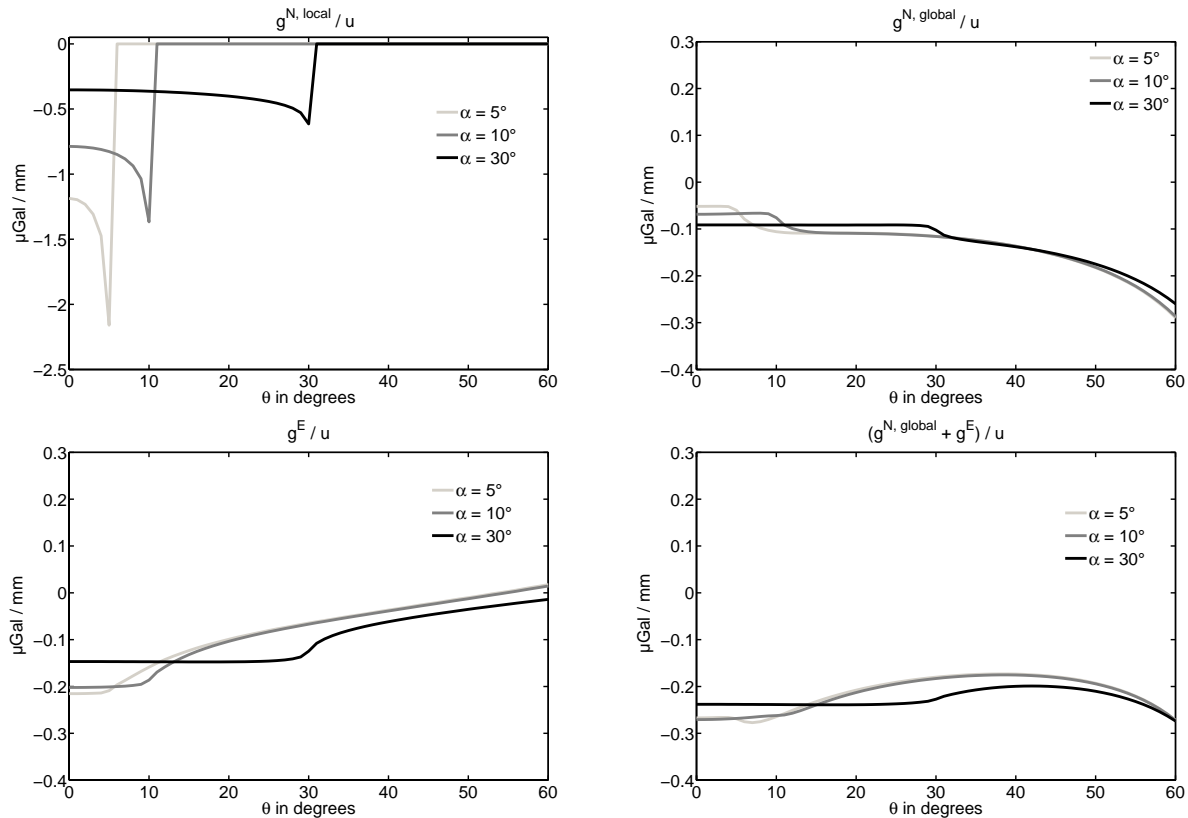 g^N, local / u
0
−0.5
−1
−1.5
−2
−2.5
μGal / mm
0 10 20 30 40 50 60
θ in degrees
α = 5°
α = 10°
α = 30°
g^N, global / u
0.3
0.2
0.1
0
−0.1
−0.2
−0.3
−0.4
μGal / mm
0 10 20 30 40 50 60
θ in degrees
α = 5°
α = 10°
α = 30°
g^E / u
0.3
0.2
0.1
0
−0.1
−0.2
−0.3
−0.4
μGal / mm
0 10 20 30 40 50 60
θ in degrees
α = 5°
α = 10°
α = 30°
(g^N, global + g^E) / u
0.3
0.2
0.1
0
−0.1
−0.2
−0.3
−0.4
μGal / mm
0 10 20 30 40 50 60
θ in degrees
α = 5°
α = 10°
α = 30°